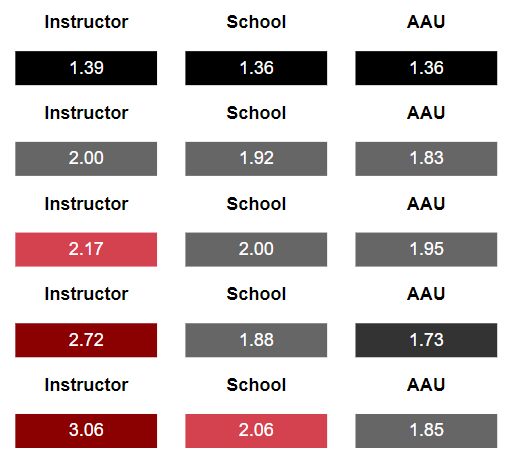 Instructor School AAU
1.39 1.36 1.36
Instructor School AAU
2.00 1.92 1.83
Instructor School AAU
2.17 2.00 1.95
Instructor School AAU
2.72 1.88 1.73
Instructor School AAU
3.06 2.06 1.85